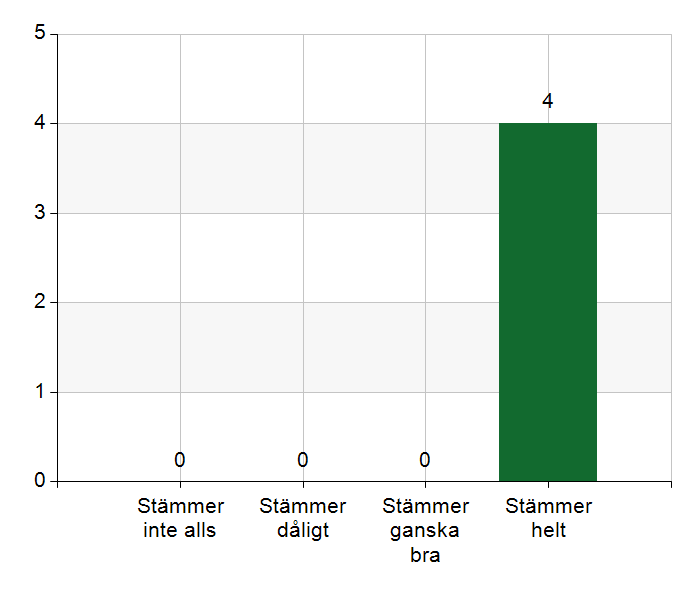 5
4
4
3
2
1
0
0
0
0
Stämmer
inte alls
Stämmer
dåligt
Stämmer
ganska
bra
Stämmer
helt